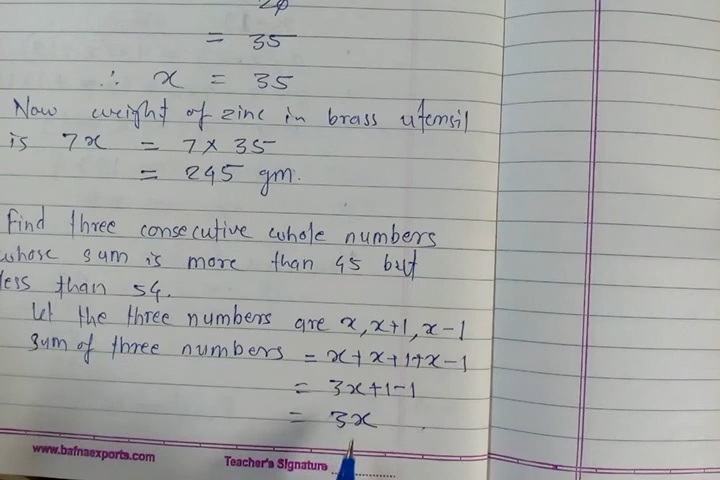 = 35
∴ x = 35
Now weight of zinc in brass utensil
is 7x = 7 × 35
= 245 gm.
Find three consecutive whole numbers
whose sum is more than 45 but
less than 54.
Let the three numbers are x, x+1, x-1
Sum of three numbers = x + x + 1 + x - 1
= 3x + 1 - 1
= 3x
www.bafnaexports.com
Teacher's Signature